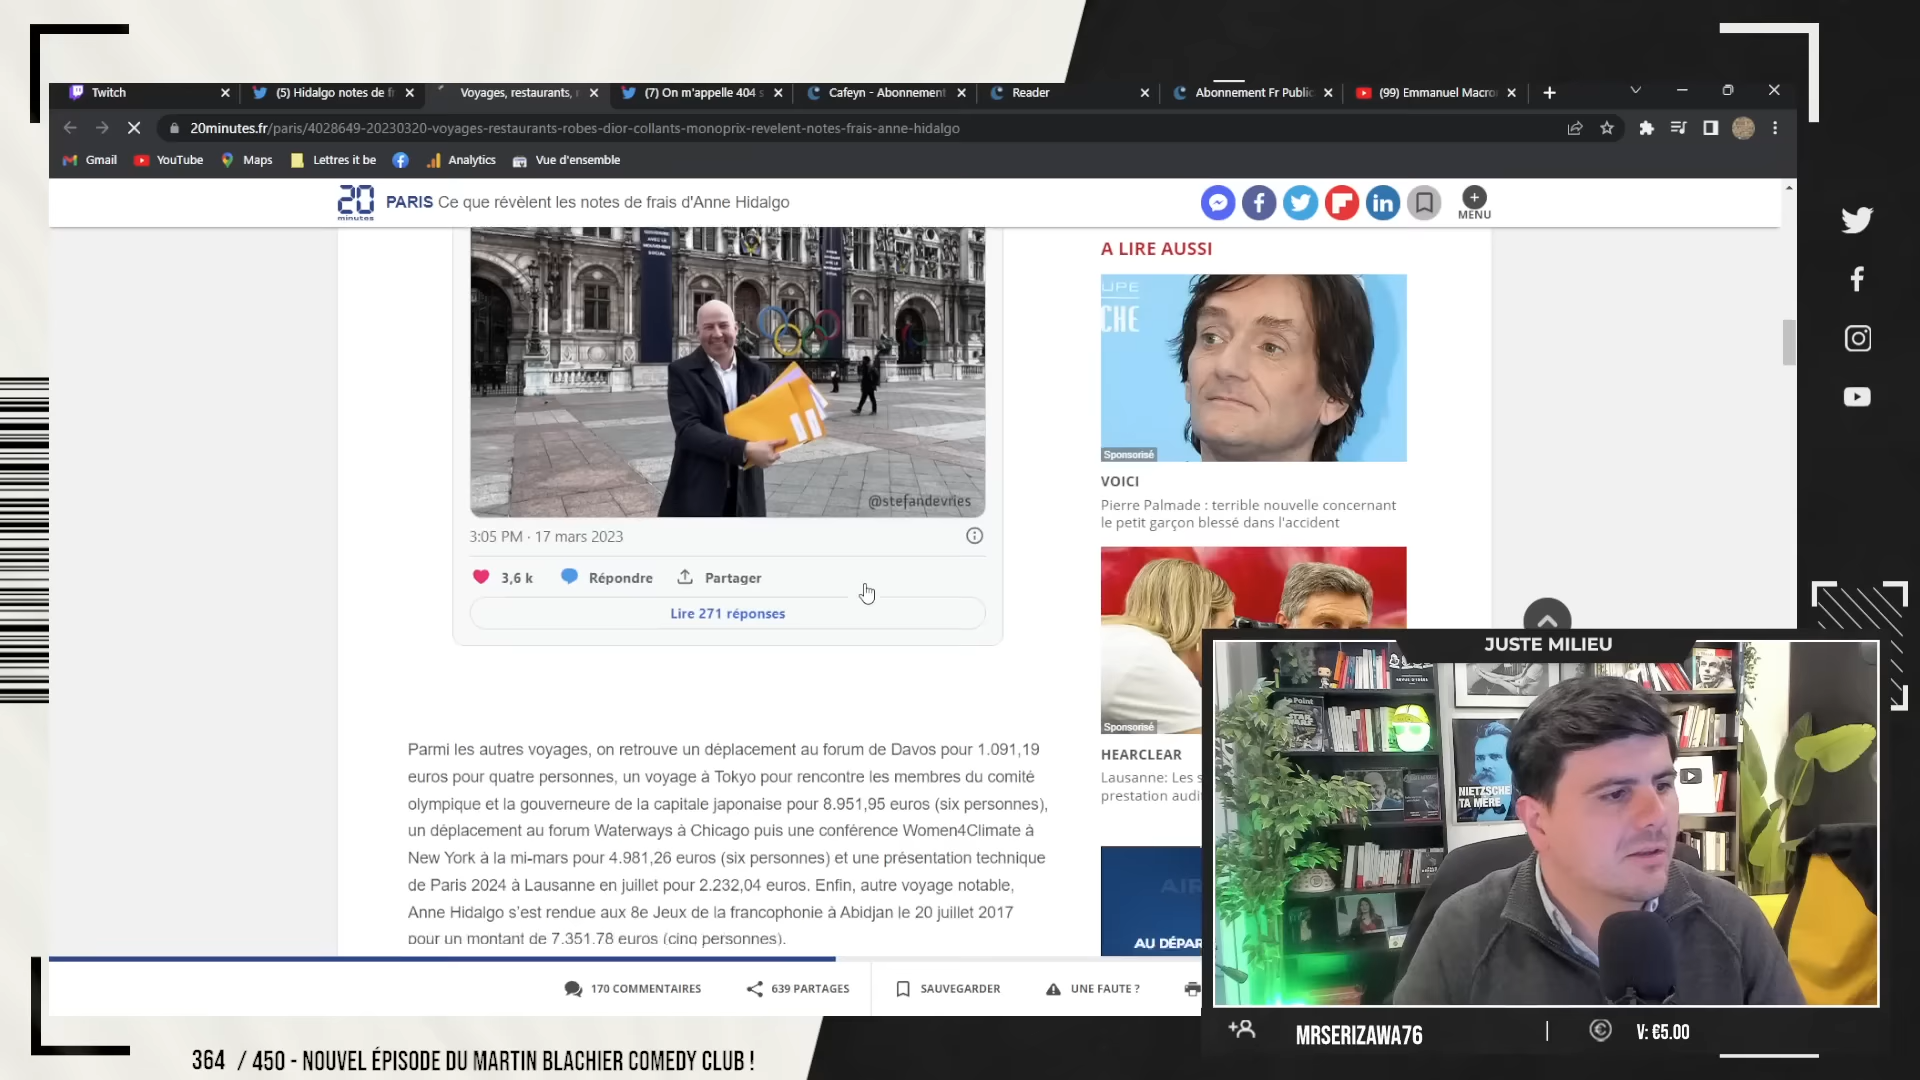 Twitch
(5) Hidalgo notes de fr
Voyages, restaurants, r
(7) On m'appelle 404 s
Cafeyn - Abonnement
Reader
Abonnement Fr Public
(99) Emmanuel Macro
20minutes.fr/paris/4028649-20230320-voyages-restaurants-robes-dior-collants-monoprix-revelent-notes-frais-anne-hidalgo
Gmail
YouTube
Maps
Lettres it be
Analytics
Vue d'ensemble
20 minutes
PARIS Ce que révèlent les notes de frais d'Anne Hidalgo
MENU
@stefandevries
3:05 PM · 17 mars 2023
3,6 k
Répondre
Partager
Lire 271 réponses
Parmi les autres voyages, on retrouve un déplacement au forum de Davos pour 1.091,19
euros pour quatre personnes, un voyage à Tokyo pour rencontre les membres du comité
olympique et la gouverneure de la capitale japonaise pour 8.951,95 euros (six personnes),
un déplacement au forum Waterways à Chicago puis une conférence Women4Climate à
New York à la mi-mars pour 4.981,26 euros (six personnes) et une présentation technique
de Paris 2024 à Lausanne en juillet pour 2.232,04 euros. Enfin, autre voyage notable,
Anne Hidalgo s'est rendue aux 8e Jeux de la francophonie à Abidjan le 20 juillet 2017
pour un montant de 7.351,78 euros (cinq personnes).
170 COMMENTAIRES
639 PARTAGES
SAUVEGARDER
UNE FAUTE ?
A LIRE AUSSI
UPE
CHE
Sponsorisé
VOICI
Pierre Palmade : terrible nouvelle concernant
le petit garçon blessé dans l'accident
Sponsorisé
HEARCLEAR
Lausanne: Les s
prestation audi
AIR
AU DÉPAR
JUSTE MILIEU
Le Point
STAR WARS
NIETZSCHE
TA MÈRE
MRSERIZAWA76
V: €5.00
364 / 450 - NOUVEL ÉPISODE DU MARTIN BLACHIER COMEDY CLUB !